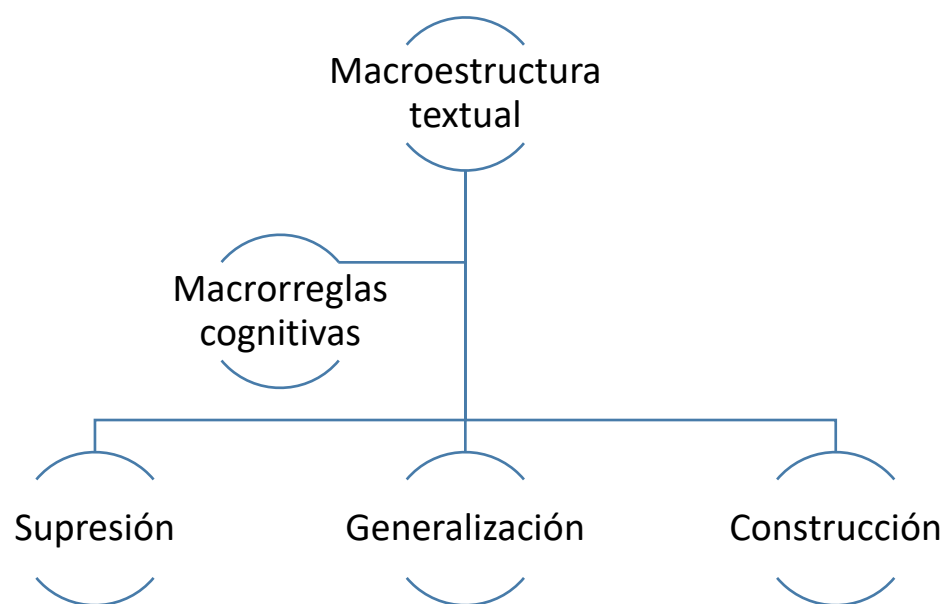 Macroestructura
textual
Macrorreglas
cognitivas
Supresión
Generalización
Construcción